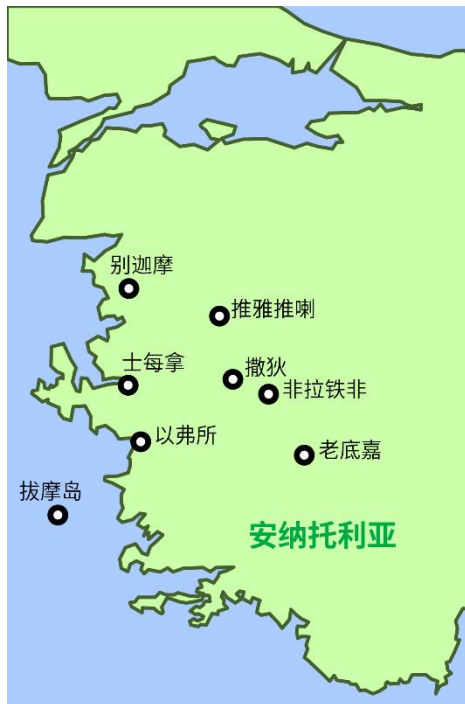 别迦摩
推雅推喇
士每拿
撒狄
非拉铁非
以弗所
老底嘉
拔摩岛
安纳托利亚